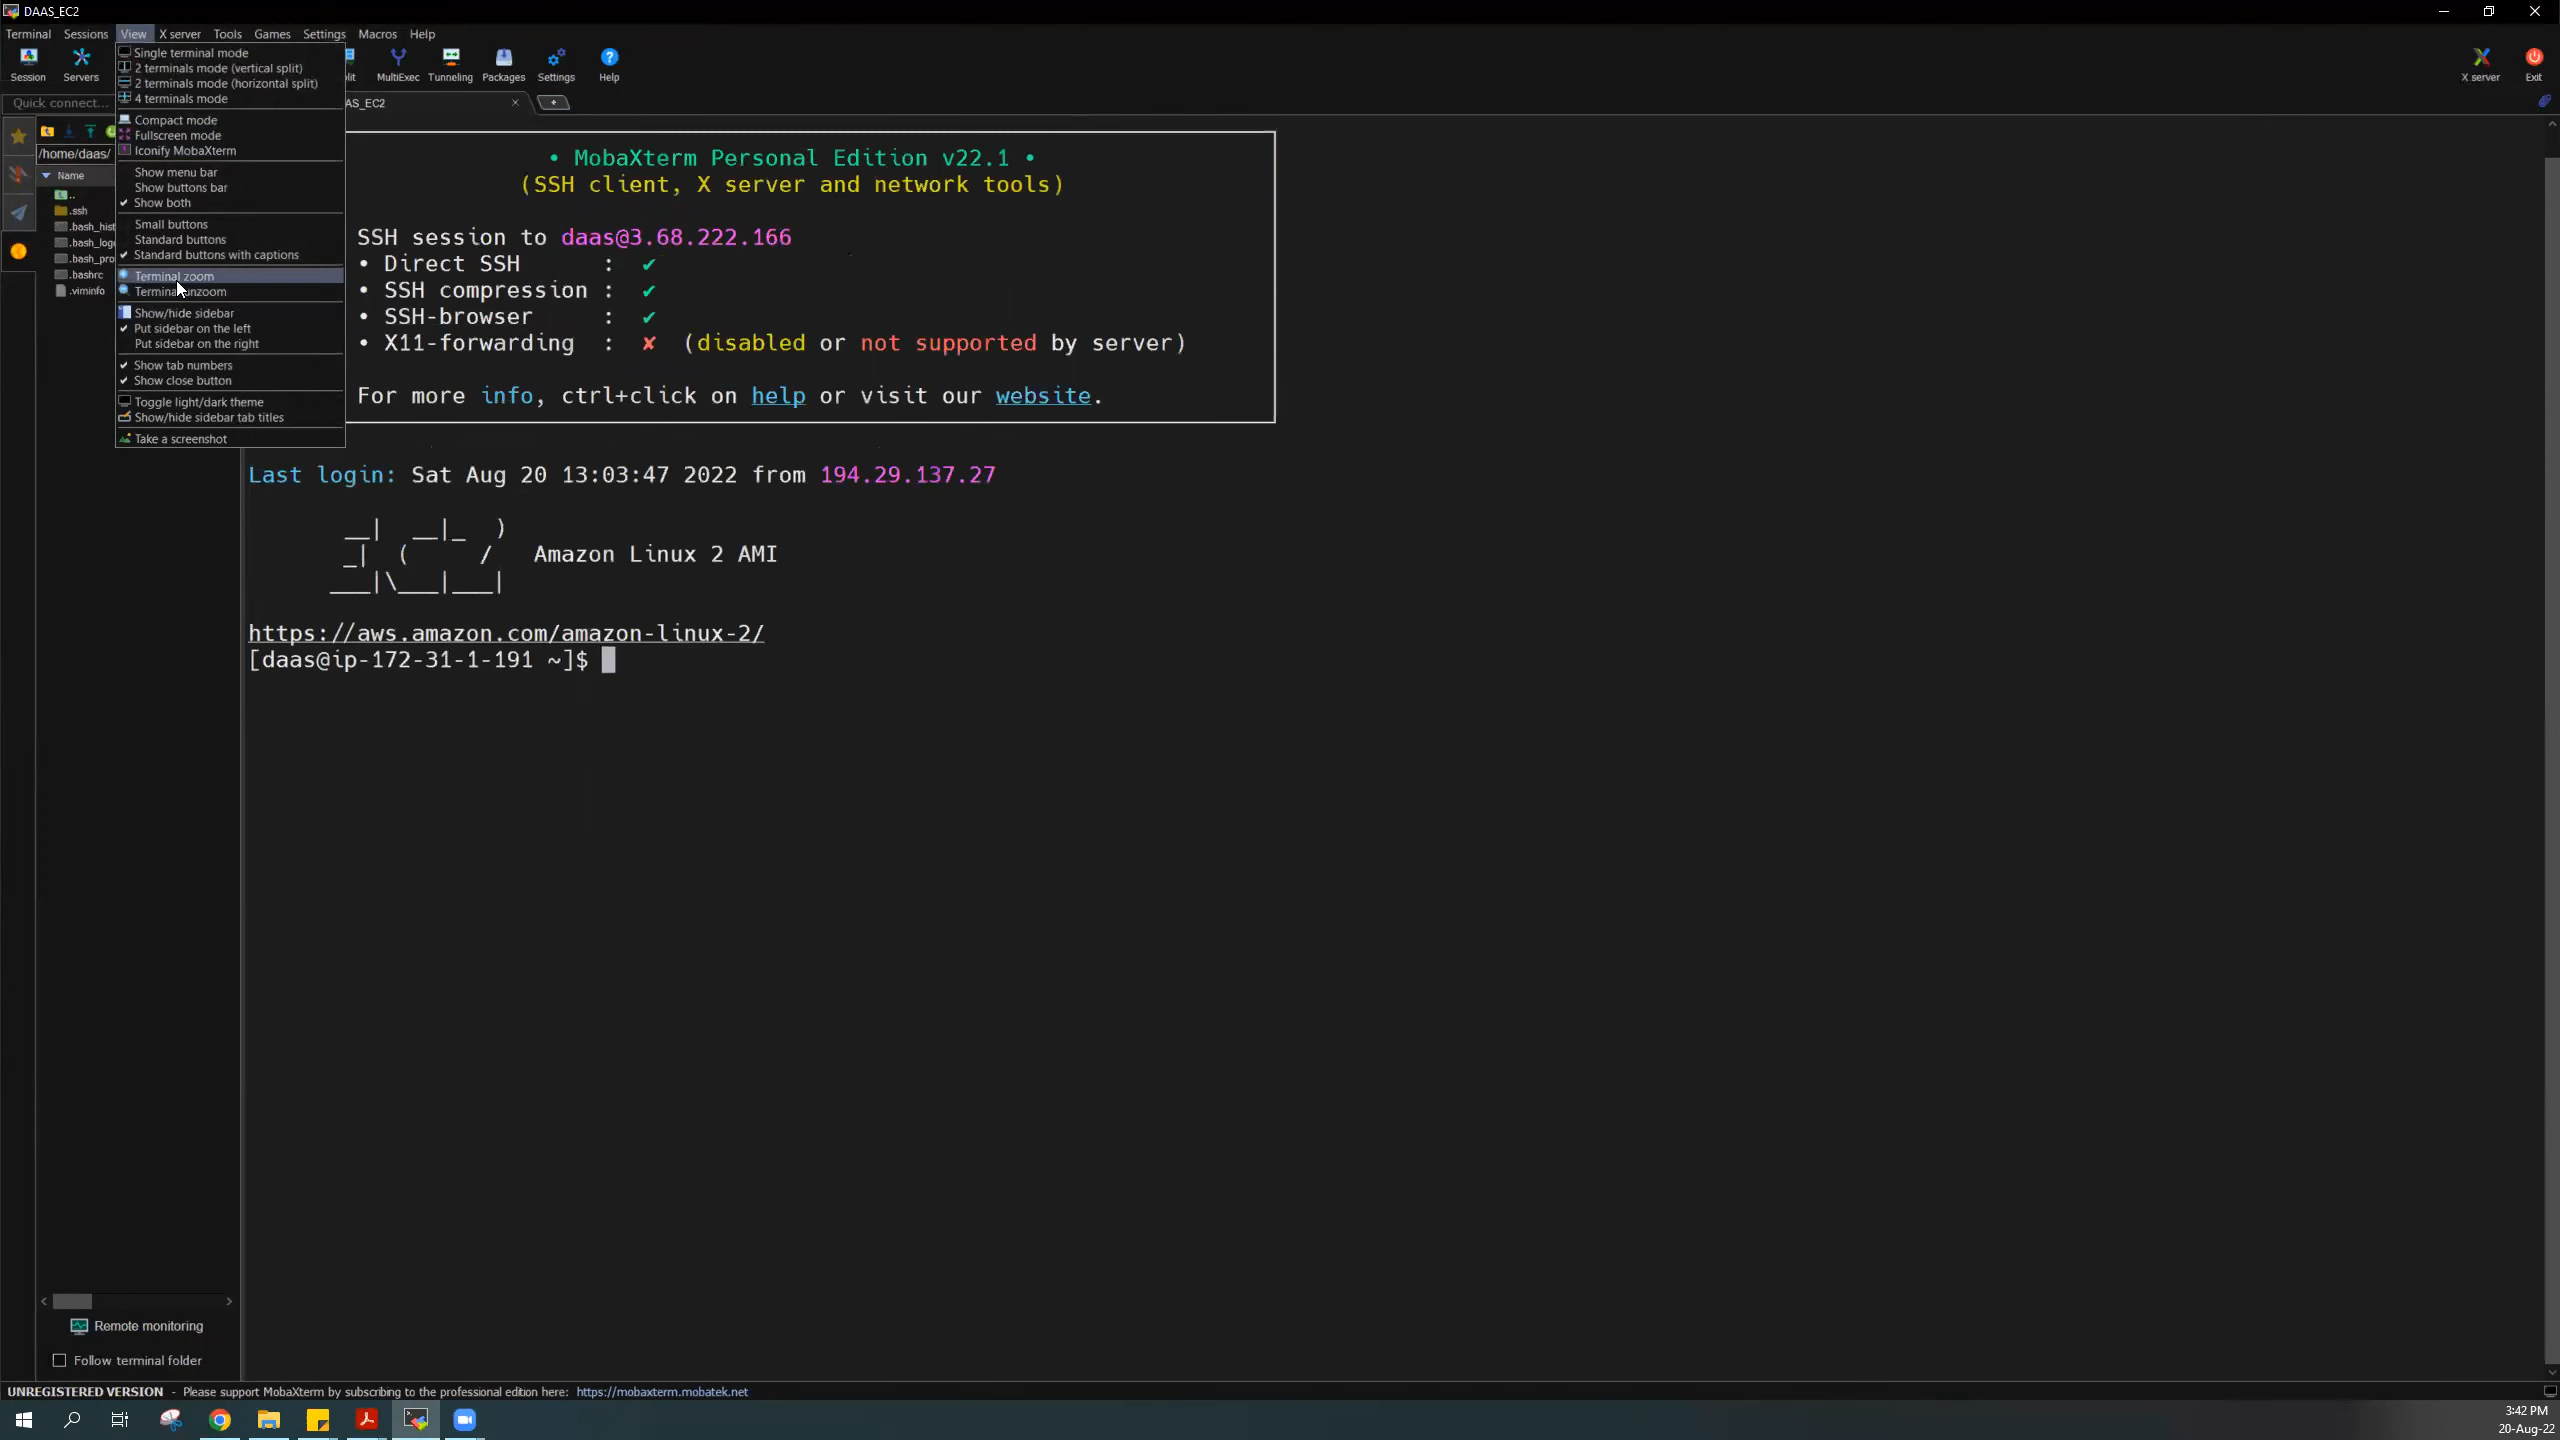 DAAS_EC2
Terminal Sessions View X server Tools Games Settings Macros Help
Session Servers MultiExec Tunneling Packages Settings Help X server Exit
Quick connect...
AS_EC2
/home/daas/
Name
..
.ssh
.bash_hist
.bash_log
.bash_pro
.bashrc
.viminfo
Single terminal mode
2 terminals mode (vertical split)
2 terminals mode (horizontal split)
4 terminals mode
Compact mode
Fullscreen mode
Iconify MobaXterm
Show menu bar
Show buttons bar
Show both
Small buttons
Standard buttons
Standard buttons with captions
Terminal zoom
Terminal unzoom
Show/hide sidebar
Put sidebar on the left
Put sidebar on the right
Show tab numbers
Show close button
Toggle light/dark theme
Show/hide sidebar tab titles
Take a screenshot
• MobaXterm Personal Edition v22.1 •
(SSH client, X server and network tools)
SSH session to daas@3.68.222.166
• Direct SSH : ✔
• SSH compression : ✔
• SSH-browser : ✔
• X11-forwarding : ✘ (disabled or not supported by server)
For more info, ctrl+click on help or visit our website.
Last login: Sat Aug 20 13:03:47 2022 from 194.29.137.27
__| __|_ )
_| ( / Amazon Linux 2 AMI
___|\___|___|
https://aws.amazon.com/amazon-linux-2/
[daas@ip-172-31-1-191 ~]$
Remote monitoring
Follow terminal folder
UNREGISTERED VERSION - Please support MobaXterm by subscribing to the professional edition here: https://mobaxterm.mobatek.net
3:42 PM
20-Aug-22